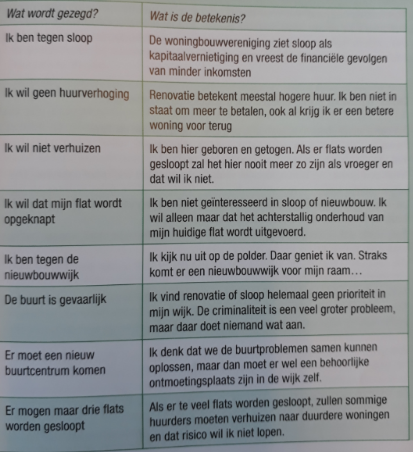 Wat wordt gezegd?
Wat is de betekenis?
Ik ben tegen sloop
De woningbouwvereniging ziet sloop als
kapitaalvernietiging en vreest de financiële gevolgen
van minder inkomsten
Ik wil geen huurverhoging
Renovatie betekent meestal hogere huur. Ik ben niet in
staat om meer te betalen, ook al krijg ik er een betere
woning voor terug
Ik wil niet verhuizen
Ik ben hier geboren en getogen. Als er flats worden
gesloopt zal het hier nooit meer zo zijn als vroeger en
dat wil ik niet.
Ik wil dat mijn flat wordt
opgeknapt
Ik ben niet geïnteresseerd in sloop of nieuwbouw. Ik
wil alleen maar dat het achterstallig onderhoud van
mijn huidige flat wordt uitgevoerd.
Ik ben tegen de
nieuwbouwwijk
Ik kijk nu uit op de polder. Daar geniet ik van. Straks
komt er een nieuwbouwwijk voor mijn raam…
De buurt is gevaarlijk
Ik vind renovatie of sloop helemaal geen prioriteit in
mijn wijk. De criminaliteit is een veel groter probleem,
maar daar doet niemand wat aan.
Er moet een nieuw
buurtcentrum komen
Ik denk dat we de buurtproblemen samen kunnen
oplossen, maar dan moet er wel een behoorlijke
ontmoetingsplaats zijn in de wijk zelf.
Er mogen maar drie flats
worden gesloopt
Als er te veel flats worden gesloopt, zullen sommige
huurders moeten verhuizen naar duurdere woningen
en dat risico wil ik niet lopen.